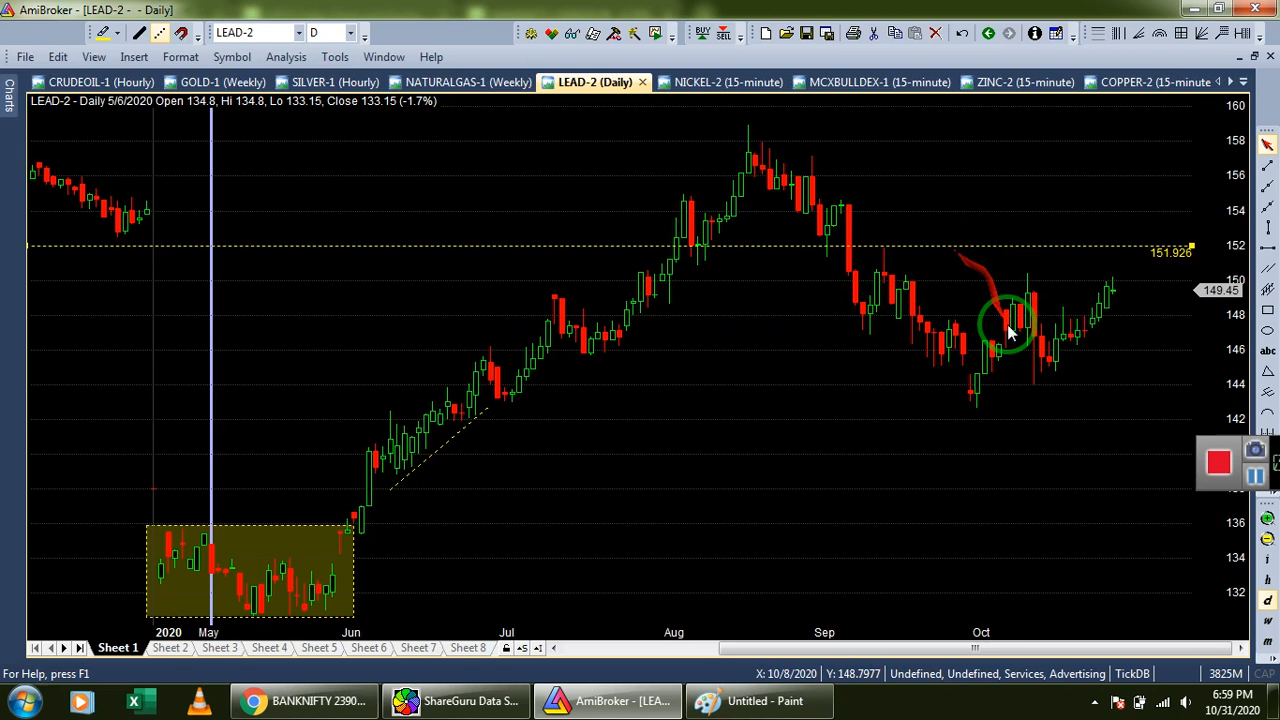 AmiBroker - [LEAD-2 - - Daily]
LEAD-2 D BUY SELL
File Edit View Insert Format Symbol Analysis Tools Window Help
Charts
CRUDEOIL-1 (Hourly) GOLD-1 (Weekly) SILVER-1 (Hourly) NATURALGAS-1 (Weekly) LEAD-2 (Daily) NICKEL-2 (15-minute) MCXBULLDEX-1 (15-minute) ZINC-2 (15-minute) COPPER-2 (15-minute
LEAD-2 - Daily 5/6/2020 Open 134.8, Hi 134.8, Lo 133.15, Close 133.15 (-1.7%)
160
158
156
154
152
151.926
150
149.45
148
146
144
142
136
134
132
abc
i
h
d
w
m
2020 May Jun Jul Aug Sep Oct
Sheet 1 Sheet 2 Sheet 3 Sheet 4 Sheet 5 Sheet 6 Sheet 7 Sheet 8
For Help, press F1 X: 10/8/2020 Y: 148.7977 Undefined, Undefined, Services, Advertising TickDB 3825M CAP
BANKNIFTY 2390... ShareGuru Data S... AmiBroker - [LEA... Untitled - Paint
6:59 PM
10/31/2020